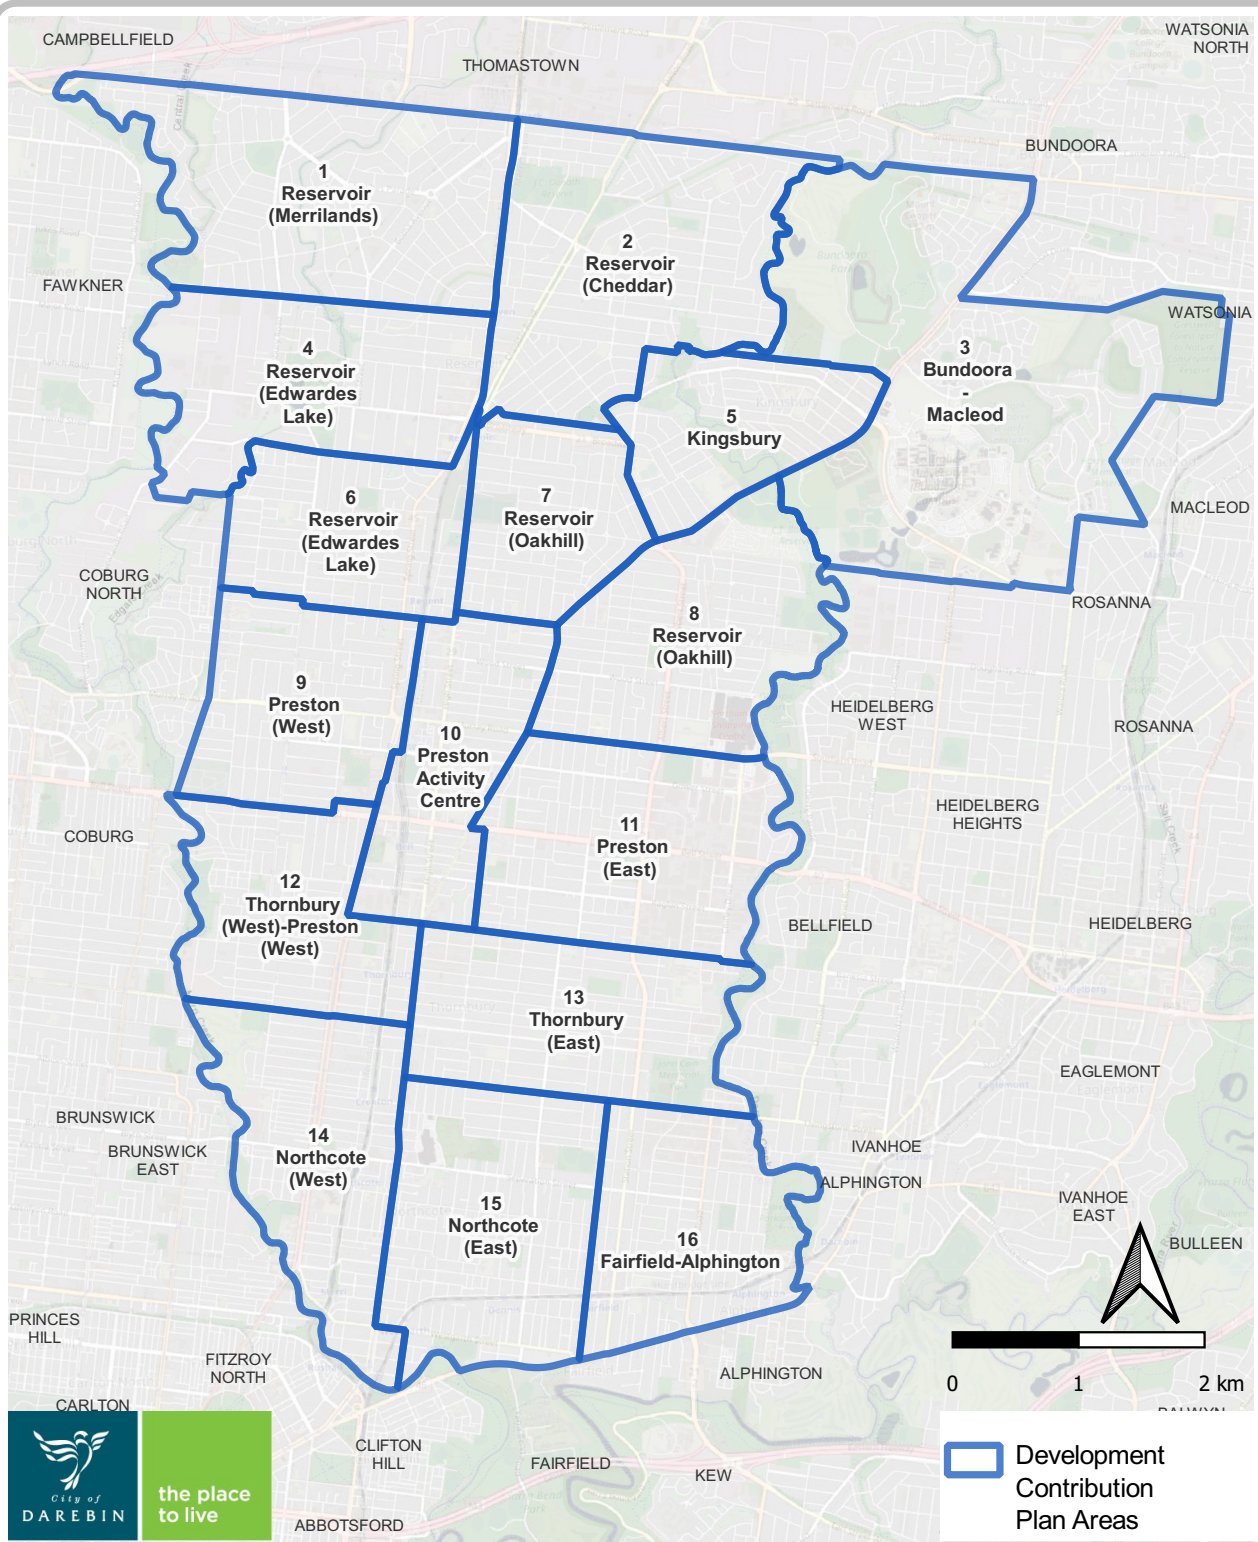 CAMPBELLFIELD
THOMASTOWN
WATSONIA
NORTH
BUNDOORA
1
Reservoir
(Merrilands)
2
Reservoir
(Cheddar)
FAWKNER
WATSONIA
3
Bundoora
-
Macleod
4
Reservoir
(Edwardes
Lake)
5
Kingsbury
6
Reservoir
(Edwardes
Lake)
7
Reservoir
(Oakhill)
MACLEOD
COBURG
NORTH
ROSANNA
8
Reservoir
(Oakhill)
9
Preston
(West)
HEIDELBERG
WEST
ROSANNA
10
Preston
Activity
Centre
HEIDELBERG
HEIGHTS
COBURG
11
Preston
(East)
12
Thornbury
(West)-Preston
(West)
BELLFIELD
HEIDELBERG
13
Thornbury
(East)
EAGLEMONT
BRUNSWICK
BRUNSWICK
EAST
14
Northcote
(West)
IVANHOE
ALPHINGTON
IVANHOE
EAST
15
Northcote
(East)
16
Fairfield-Alphington
BULLEEN
PRINCES
HILL
FITZROY
NORTH
ALPHINGTON
0 1 2 km
CARLTON
CLIFTON
HILL
FAIRFIELD
KEW
ABBOTSFORD
City of
DAREBIN
the place
to live
Development
Contribution
Plan Areas